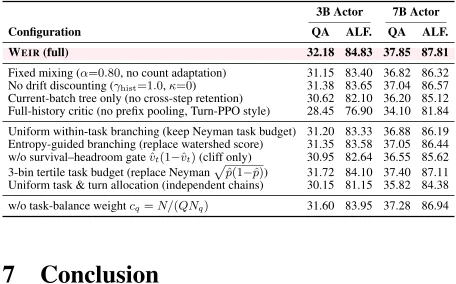 3B Actor 7B Actor
Configuration QA ALF. QA ALF.
WEIR (full) 32.18 84.83 37.85 87.81
Fixed mixing (α=0.80, no count adaptation) 31.15 83.40 36.82 86.32
No drift discounting (γhist=1.0, κ=0) 31.38 83.65 37.04 86.57
Current-batch tree only (no cross-step retention) 30.62 82.10 36.20 85.12
Full-history critic (no prefix pooling, Turn-PPO style) 28.45 76.90 34.10 81.84
Uniform within-task branching (keep Neyman task budget) 31.20 83.33 36.88 86.19
Entropy-guided branching (replace watershed score) 31.35 83.58 37.05 86.44
w/o survival–headroom gate v̂t(1−v̂t) (cliff only) 30.95 82.64 36.55 85.62
3-bin tertile task budget (replace Neyman √p̂(1−p̂)) 31.72 84.10 37.40 87.11
Uniform task & turn allocation (independent chains) 30.15 81.15 35.82 84.38
w/o task-balance weight cq = N/(QNq) 31.60 83.95 37.28 86.94
7 Conclusion